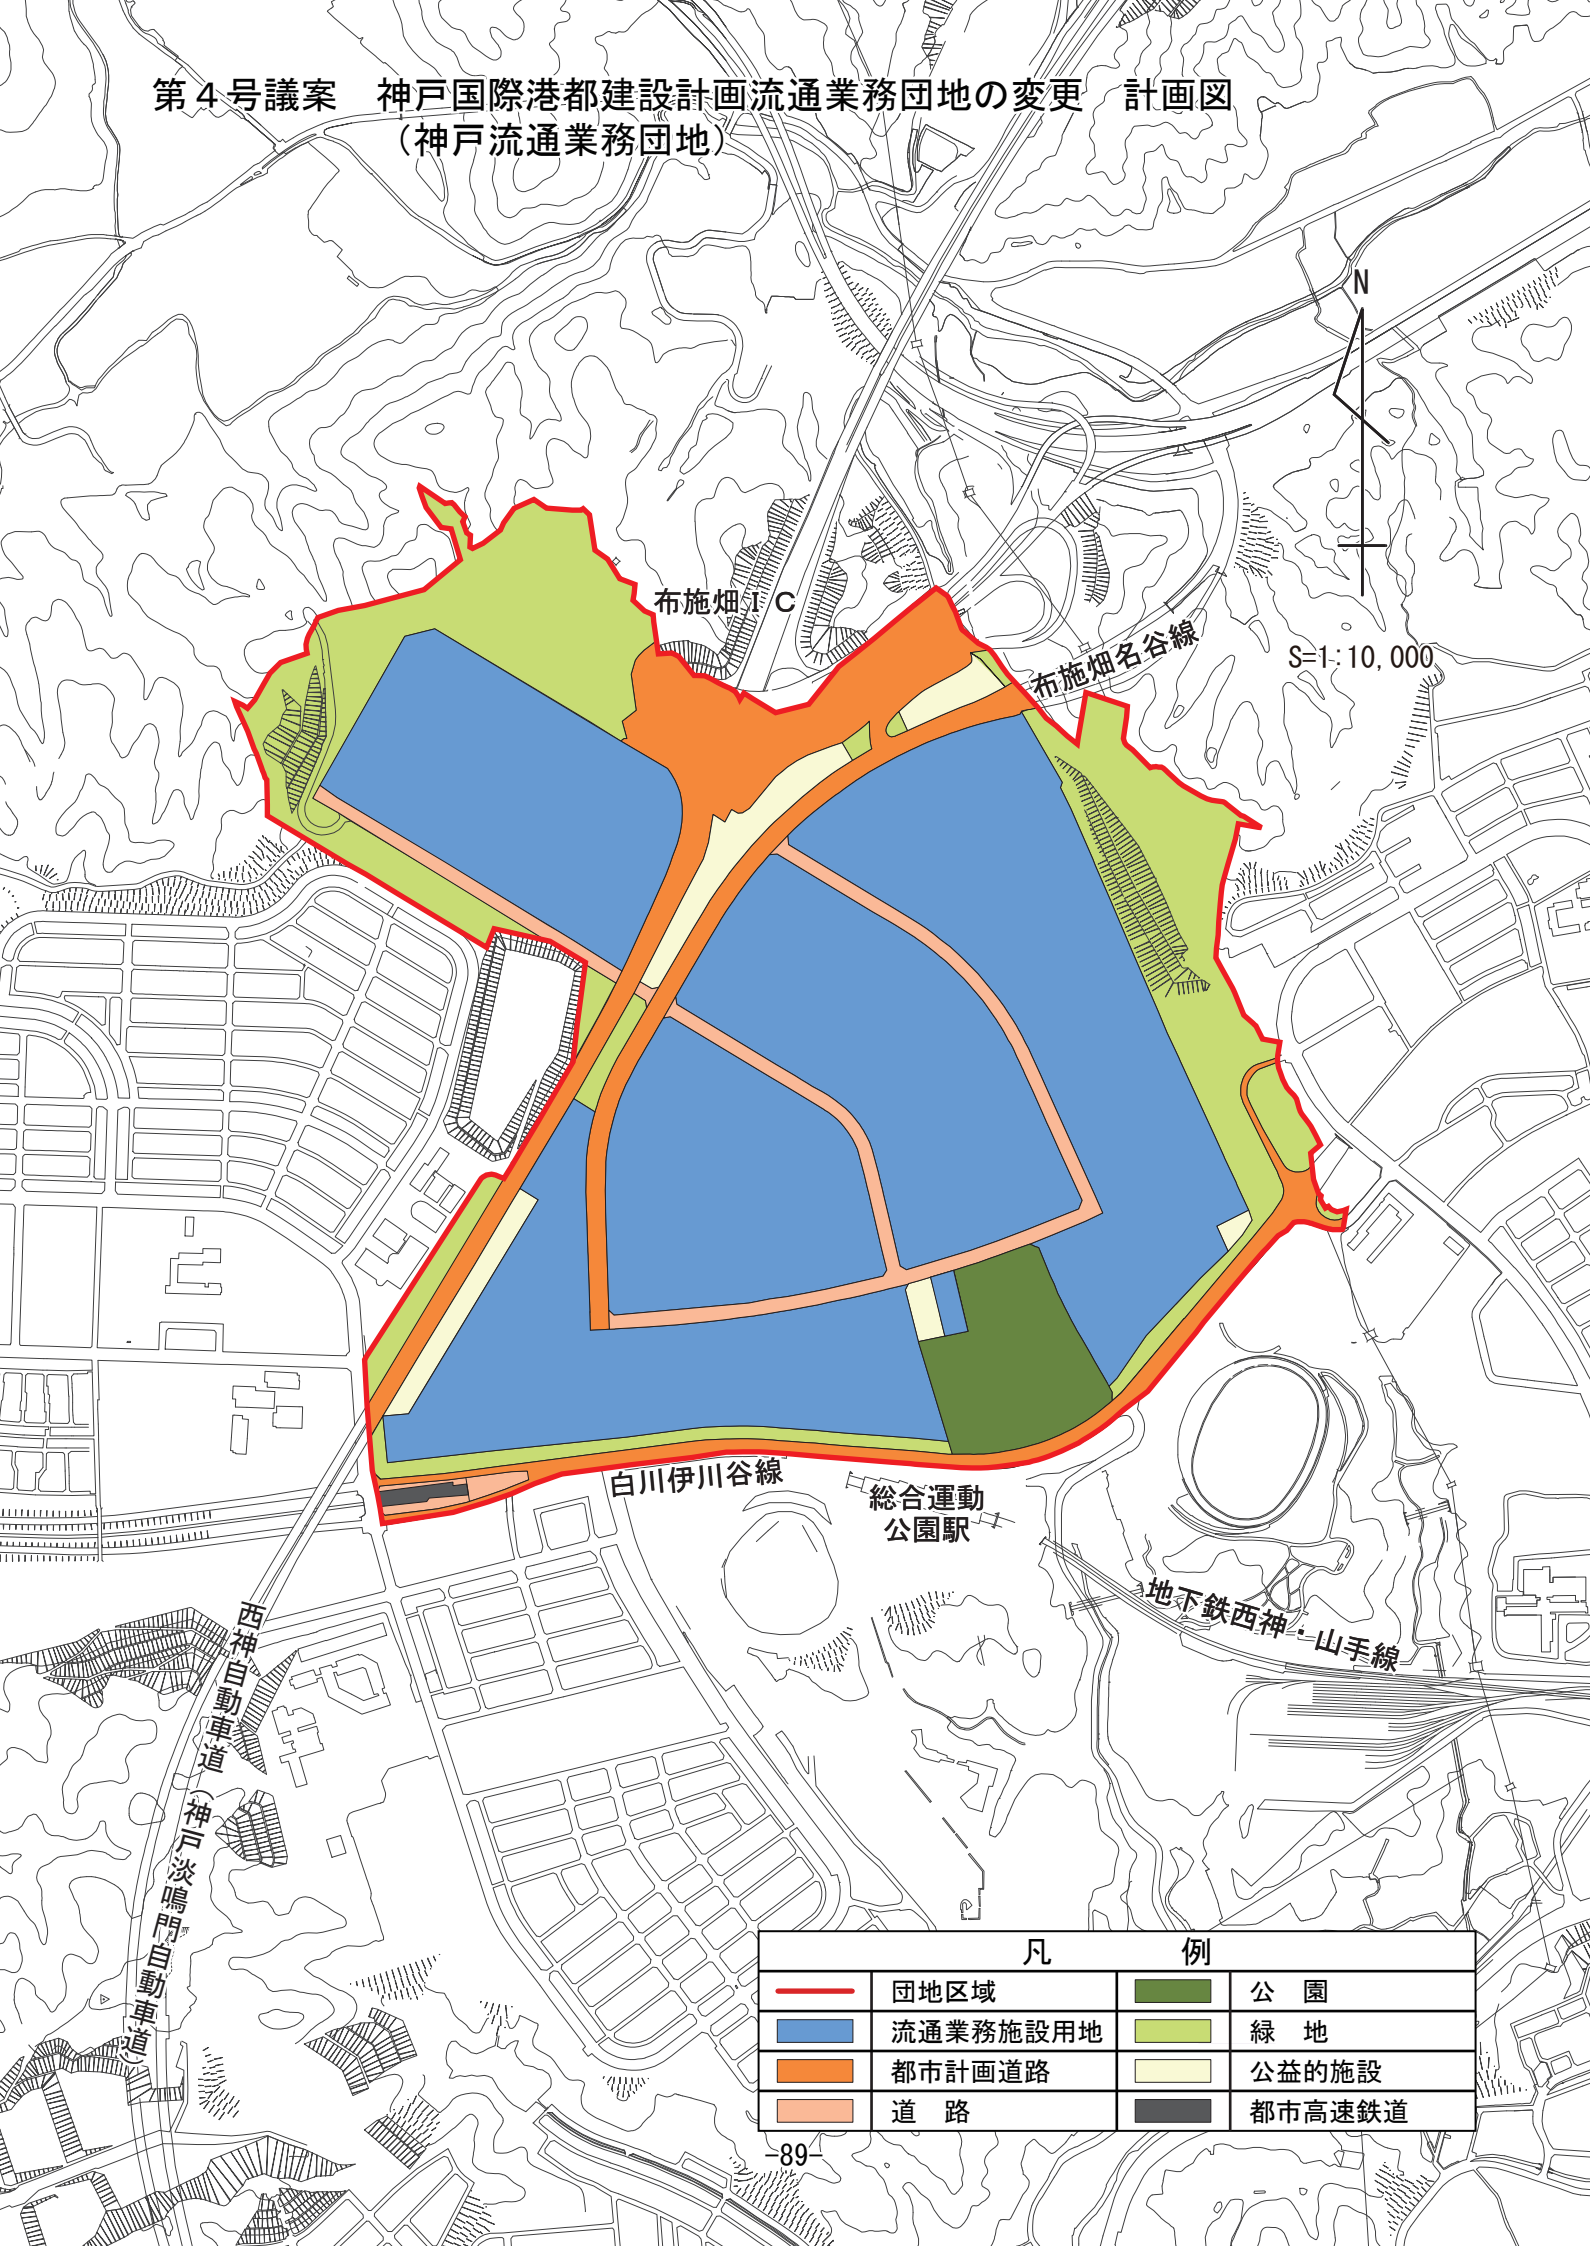 第４号議案　神戸国際港都建設計画流通業務団地の変更　計画図
（神戸流通業務団地）
N
布施畑ＩＣ
布施畑名谷線
S=1:10,000
白川伊川谷線
総合運動
公園駅
地下鉄西神・山手線
西神自動車道（神戸淡鳴門自動車道）
凡　例
団地区域
公　園
流通業務施設用地
緑　地
都市計画道路
公益的施設
道　路
都市高速鉄道
-89-